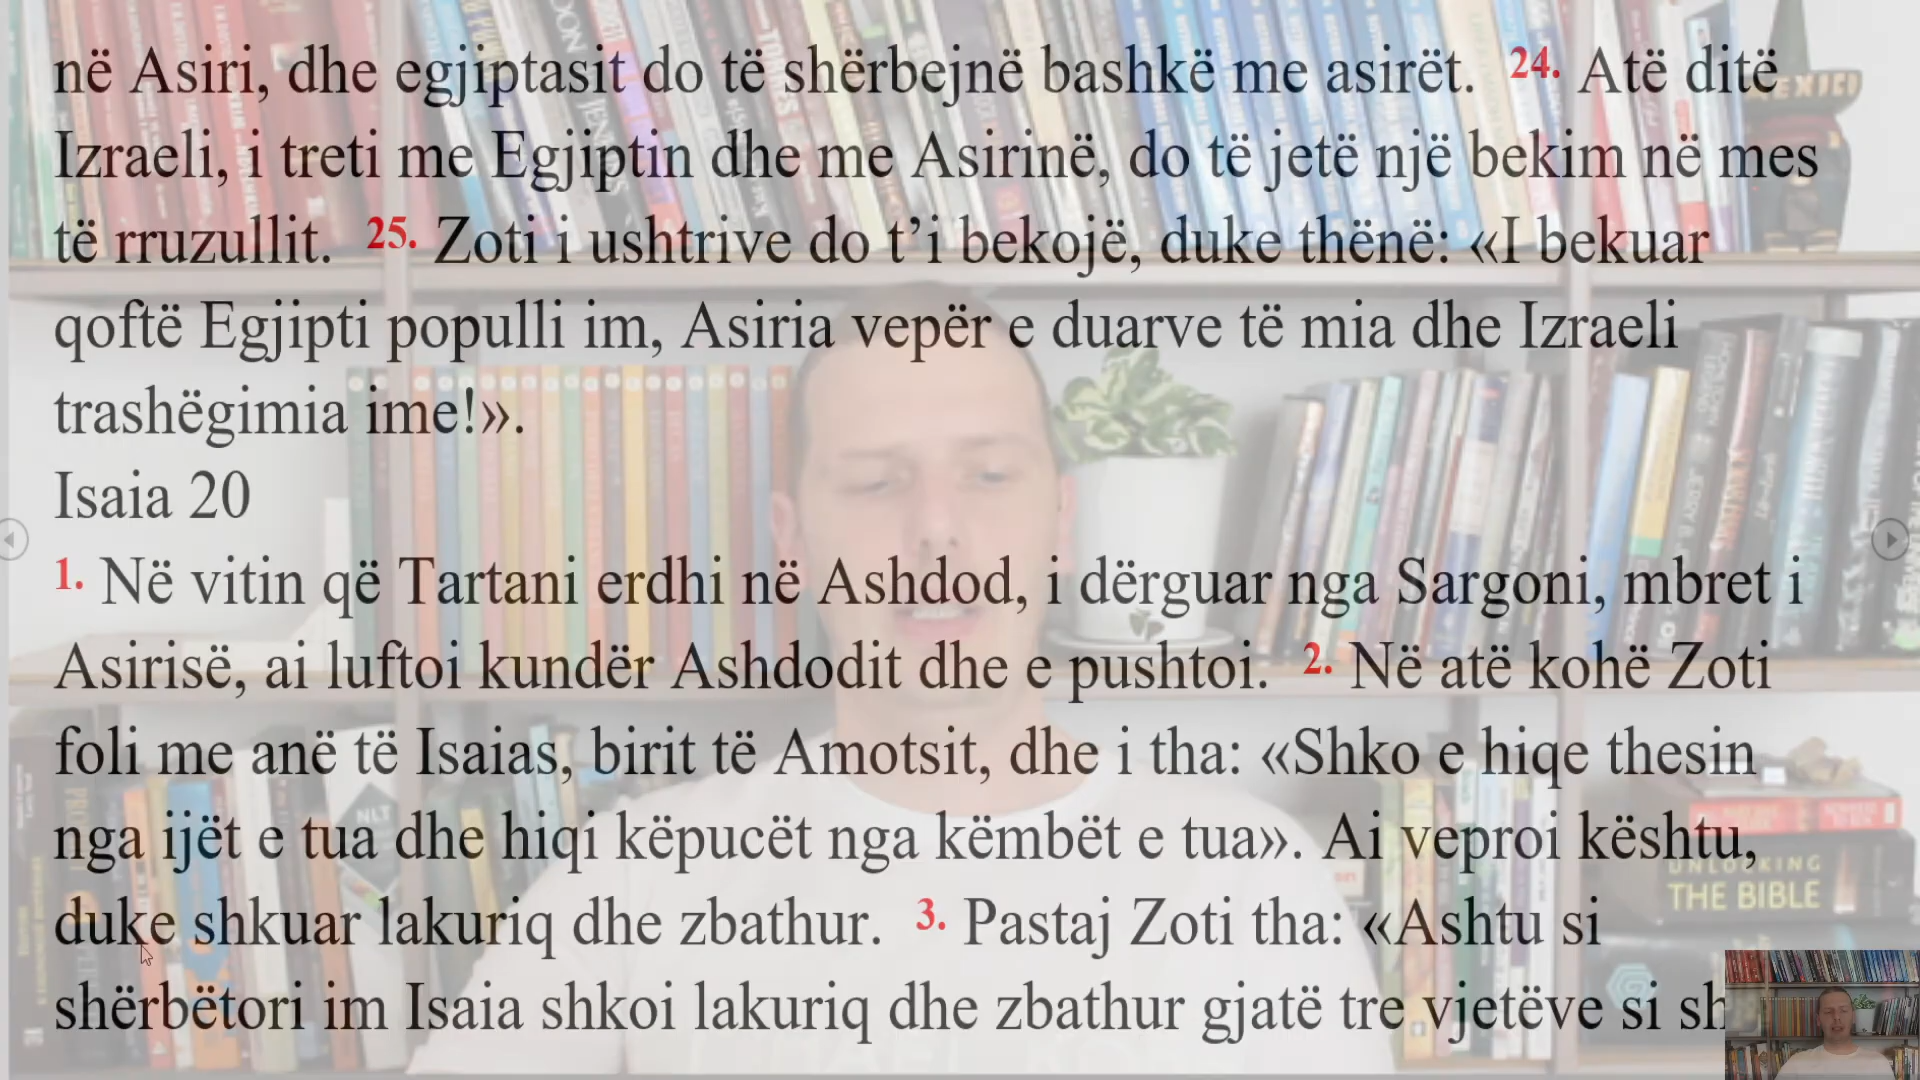 në Asiri, dhe egjiptasit do të shërbejnë bashkë me asirët. 24. Atë ditë
Izraeli, i treti me Egjiptin dhe me Asirinë, do të jetë një bekim në mes
të rruzullit. 25. Zoti i ushtrive do t’i bekojë, duke thënë: «I bekuar
qoftë Egjipti populli im, Asiria vepër e duarve të mia dhe Izraeli
trashëgimia ime!».
Isaia 20
1. Në vitin që Tartani erdhi në Ashdod, i dërguar nga Sargoni, mbret i
Asirisë, ai luftoi kundër Ashdodit dhe e pushtoi. 2. Në atë kohë Zoti
foli me anë të Isaias, birit të Amotsit, dhe i tha: «Shko e hiqe thesin
nga ijët e tua dhe hiqi këpucët nga këmbët e tua». Ai veproi kështu,
duke shkuar lakuriq dhe zbathur. 3. Pastaj Zoti tha: «Ashtu si
shërbëtori im Isaia shkoi lakuriq dhe zbathur gjatë tre vjetëve si sh
NLT
UNLOCKING
THE BIBLE